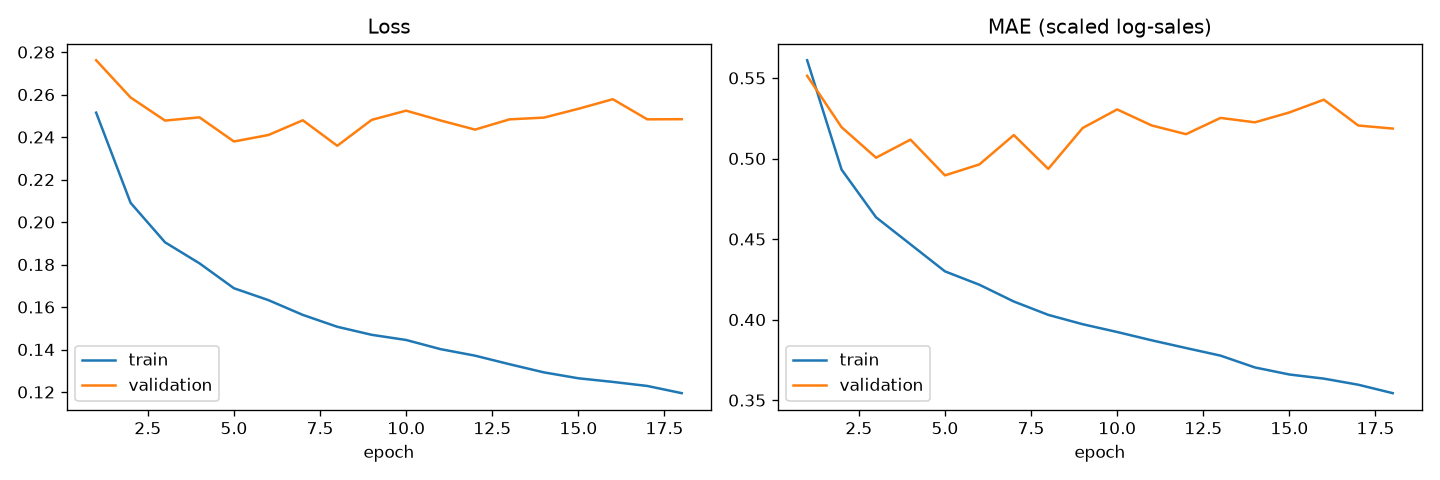 Loss
0.28
0.26
0.24
0.22
0.20
0.18
0.16
0.14
0.12
train
validation
2.5 5.0 7.5 10.0 12.5 15.0 17.5
epoch
MAE (scaled log-sales)
0.55
0.50
0.45
0.40
0.35
train
validation
2.5 5.0 7.5 10.0 12.5 15.0 17.5
epoch